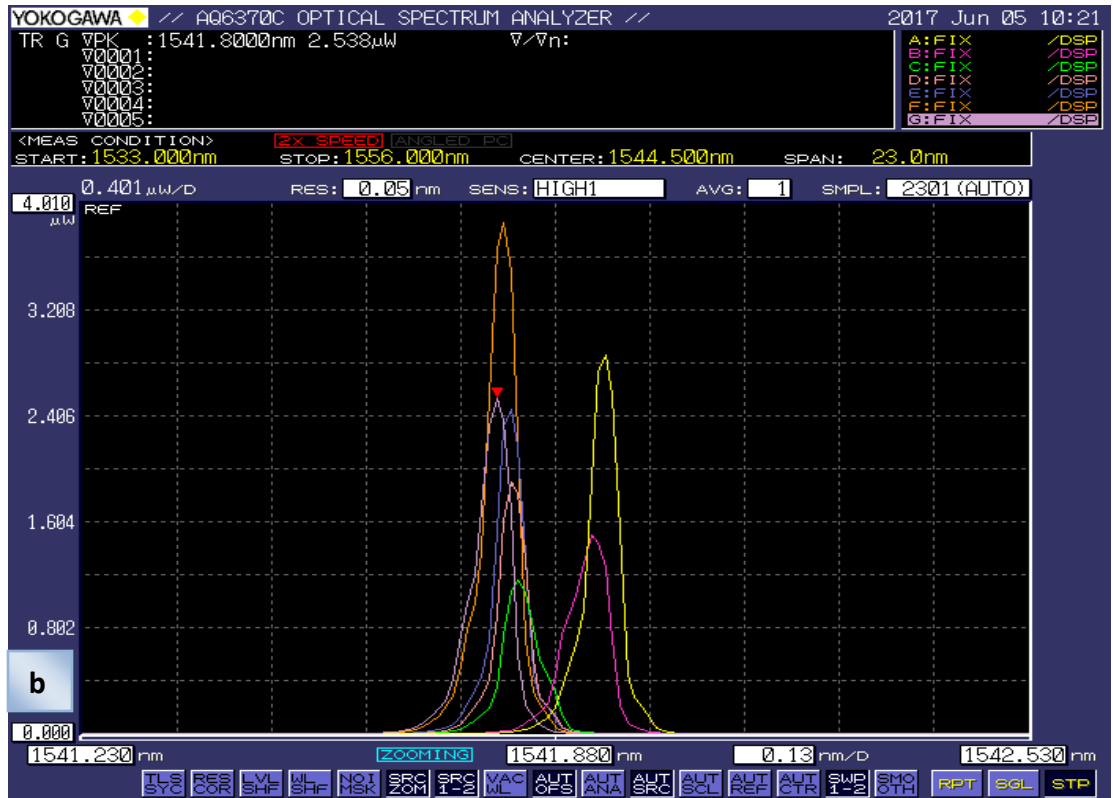 YOKOGAWA // AQ6370C OPTICAL SPECTRUM ANALYZER // 2017 Jun 05 10:21
TR G ∇PK :1541.8000nm 2.538µW ∇/∇n:
∇0001:
∇0002:
∇0003:
∇0004:
∇0005:
A:FIX /DSP
B:FIX /DSP
C:FIX /DSP
D:FIX /DSP
E:FIX /DSP
F:FIX /DSP
G:FIX /DSP
<MEAS CONDITION> 2X SPEED ANGLED PC
START:1533.000nm STOP:1556.000nm CENTER:1544.500nm SPAN: 23.0nm
0.401µW/D RES: 0.05 nm SENS: HIGH1 AVG: 1 SMPL: 2301(AUTO)
4.010
µW
REF
3.208
2.406
1.604
0.802
b
0.000
1541.230 nm ZOOMING 1541.880 nm 0.13 nm/D 1542.530 nm
TLS SYC RES COR LVL SHF WL SHF NOI MSK SRC ZOM SRC 1-2 VAC WL AUT OFS AUT ANA AUT SRC AUT SCL AUT REF AUT CTR SWP 1-2 SMO OTH RPT SGL STP